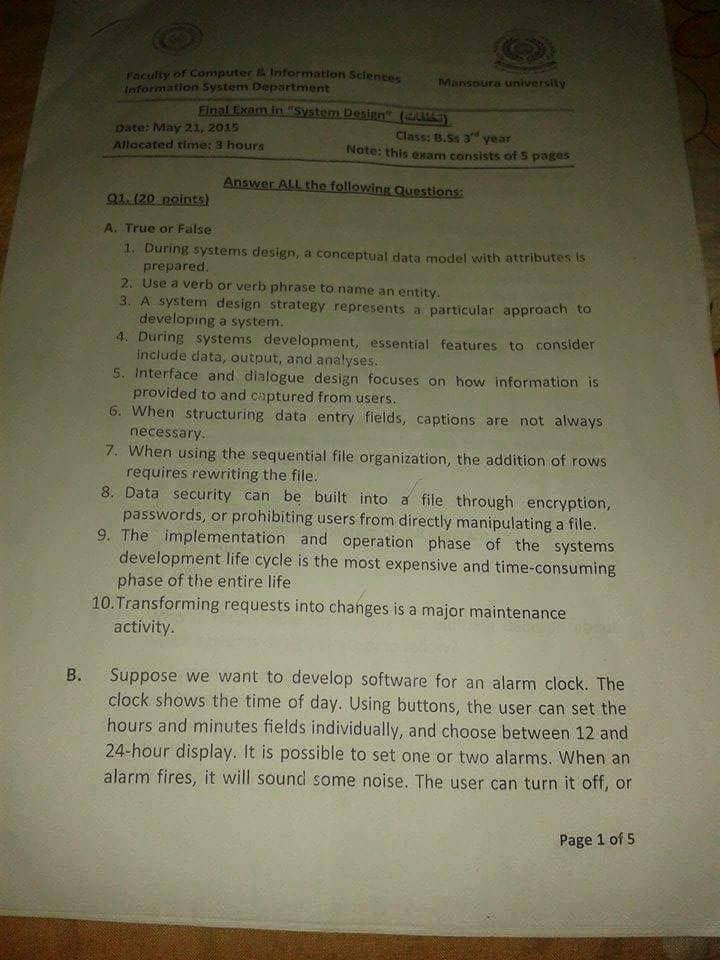 Faculty of Computer & Information Sciences
Information System Department
Mansoura university
Final Exam in "System Design" (تخلفات)
Date: May 21, 2015
Class: B.Ss 3rd year
Allocated time: 3 hours
Note: this exam consists of 5 pages
Answer ALL the following Questions:
Q1. (20 points)
A. True or False
1. During systems design, a conceptual data model with attributes is
prepared.
2. Use a verb or verb phrase to name an entity.
3. A system design strategy represents a particular approach to
developing a system.
4. During systems development, essential features to consider
include data, output, and analyses.
5. Interface and dialogue design focuses on how information is
provided to and captured from users.
6. When structuring data entry fields, captions are not always
necessary.
7. When using the sequential file organization, the addition of rows
requires rewriting the file.
8. Data security can be built into a file through encryption,
passwords, or prohibiting users from directly manipulating a file.
9. The implementation and operation phase of the systems
development life cycle is the most expensive and time-consuming
phase of the entire life
10. Transforming requests into changes is a major maintenance
activity.
B. Suppose we want to develop software for an alarm clock. The
clock shows the time of day. Using buttons, the user can set the
hours and minutes fields individually, and choose between 12 and
24-hour display. It is possible to set one or two alarms. When an
alarm fires, it will sound some noise. The user can turn it off, or
Page 1 of 5